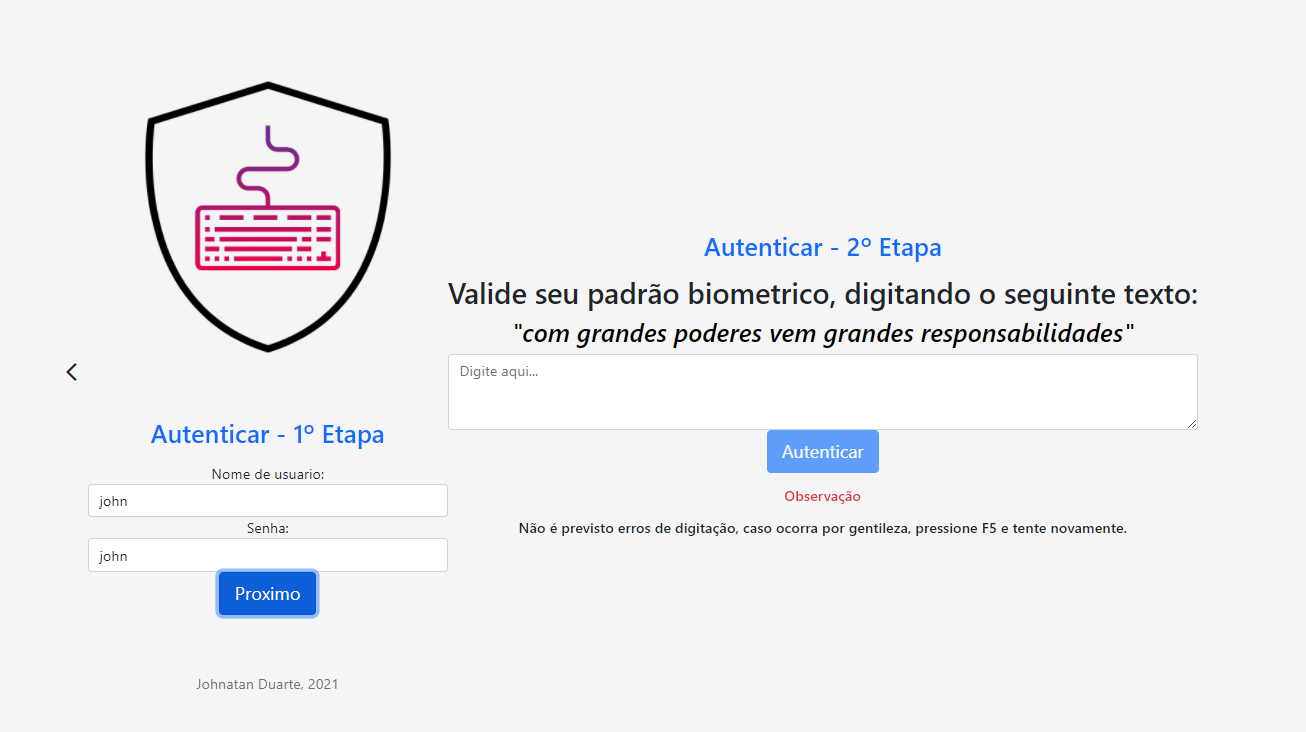 Autenticar - 1º Etapa
Nome de usuario:
john
Senha:
john
Proximo
Johnatan Duarte, 2021
Autenticar - 2º Etapa
Valide seu padrão biometrico, digitando o seguinte texto:
"com grandes poderes vem grandes responsabilidades"
Digite aqui...
Autenticar
Observação
Não é previsto erros de digitação, caso ocorra por gentileza, pressione F5 e tente novamente.